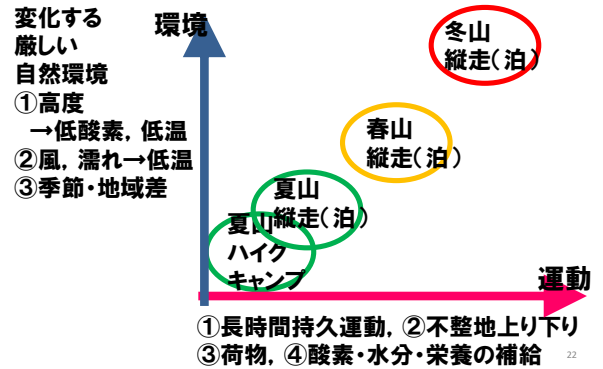 変化する
厳しい
自然環境
①高度
→低酸素，低温
②風，濡れ→低温
③季節・地域差
環境
冬山
縦走（泊）
春山
縦走（泊）
夏山
縦走（泊）
夏山
ハイク
キャンプ
運動
①長時間持久運動，②不整地上り下り
③荷物，④酸素・水分・栄養の補給
22